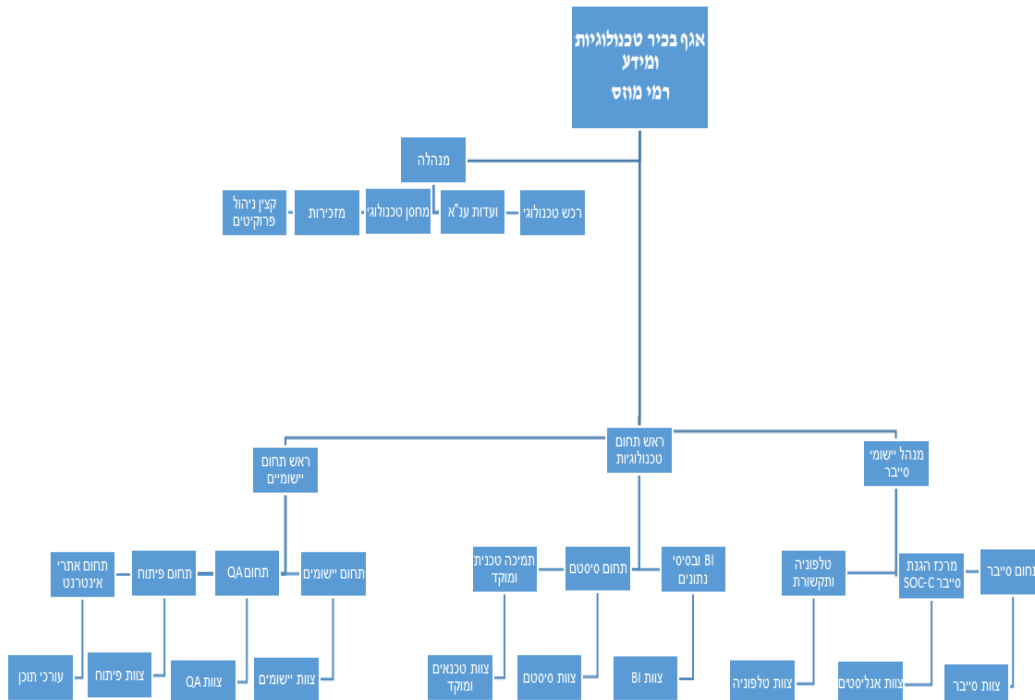 אגף בכיר טכנולוגיות
ומידע
רמי מוזס
מנהלה
רכש טכנולוגי
ועדות ענ"א
מחסן טכנולוגי
מזכירות
קצין ניהול
פרוקיטים
מנהל יישומי
סייבר
ראש תחום
טכנולוגיות
ראש תחום
יישומיים
תחום סייבר
מרכז הגנת
סייבר SOC-C
טלפוניה
ותקשורת
BI ובסיסי
נתונים
תחום סיסטם
תמיכה טכנית
ומוקד
תחום יישומים
תחום QA
תחום פיתוח
תחום אתרי
אינטרנט
צוות סייבר
צוות אנליסטים
צוות טלפוניה
צוות BI
צוות סיסטם
צוות טכנאים
ומוקד
צוות יישומים
צוות QA
צוות פיתוח
עורכי תוכן